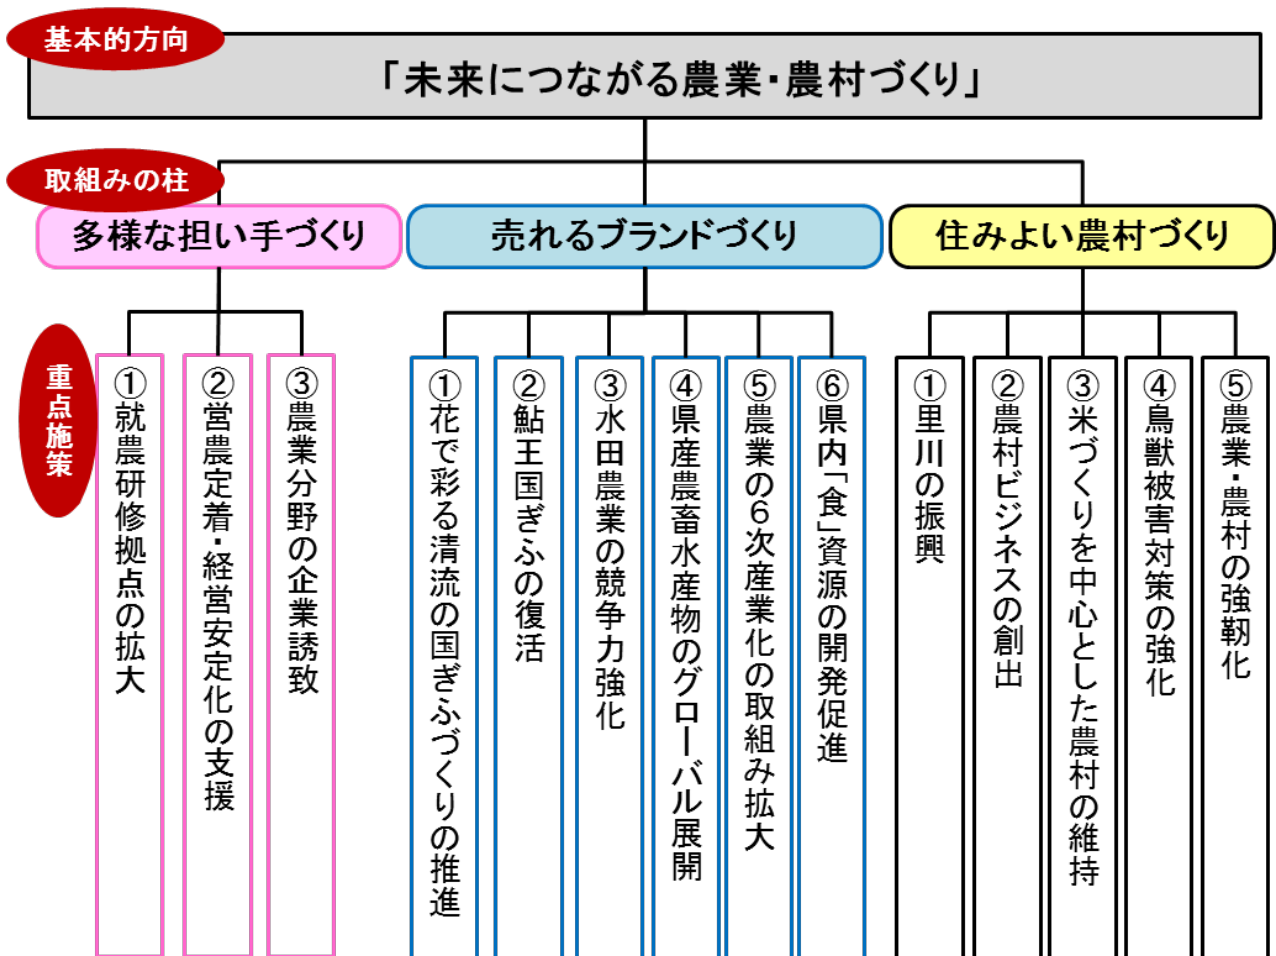 基本的方向
「未来につながる農業・農村づくり」
取組みの柱
多様な担い手づくり
売れるブランドづくり
住みよい農村づくり
重点施策
①就農研修拠点の拡大
②営農定着・経営安定化の支援
③農業分野の企業誘致
①花で彩る清流の国ぎふづくりの推進
②鮎王国ぎふの復活
③水田農業の競争力強化
④県産農畜水産物のグローバル展開
⑤農業の６次産業化の取組み拡大
⑥県内「食」資源の開発促進
①里川の振興
②農村ビジネスの創出
③米づくりを中心とした農村の維持
④鳥獣被害対策の強化
⑤農業・農村の強靭化